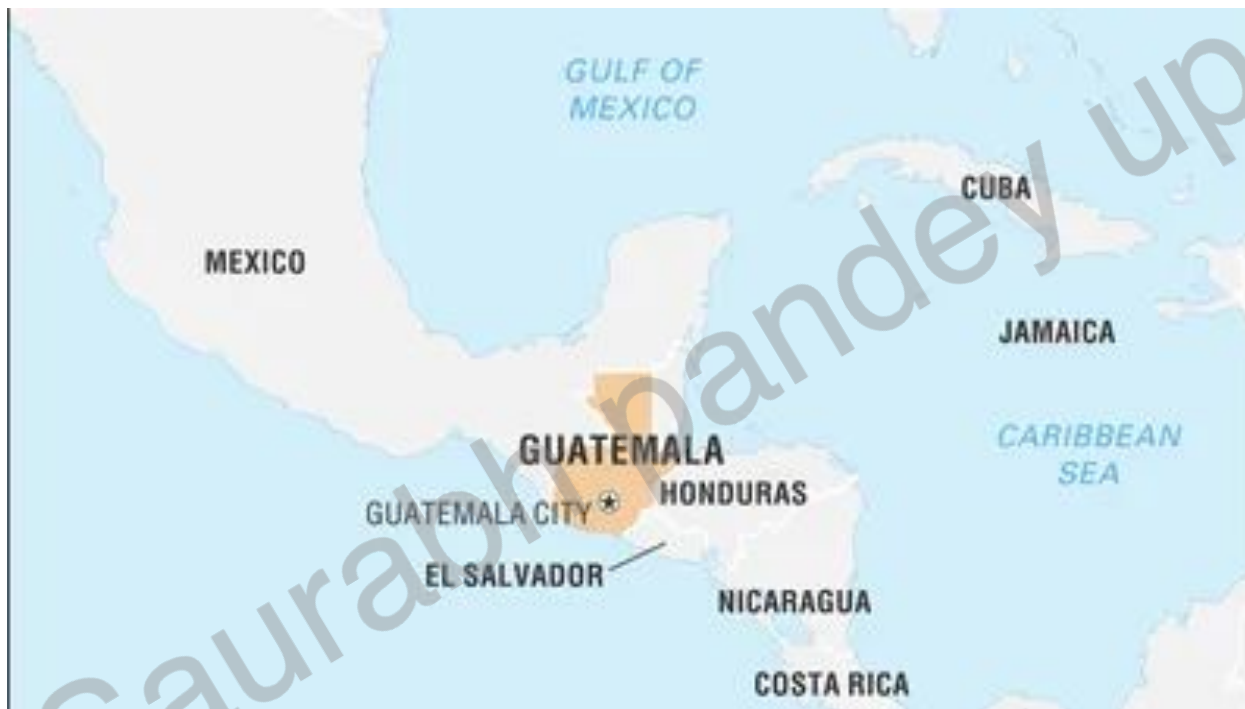 GULF OF
MEXICO
CUBA
MEXICO
JAMAICA
CARIBBEAN
SEA
GUATEMALA
HONDURAS
GUATEMALA CITY
EL SALVADOR
NICARAGUA
COSTA RICA
Saurabh pandey up